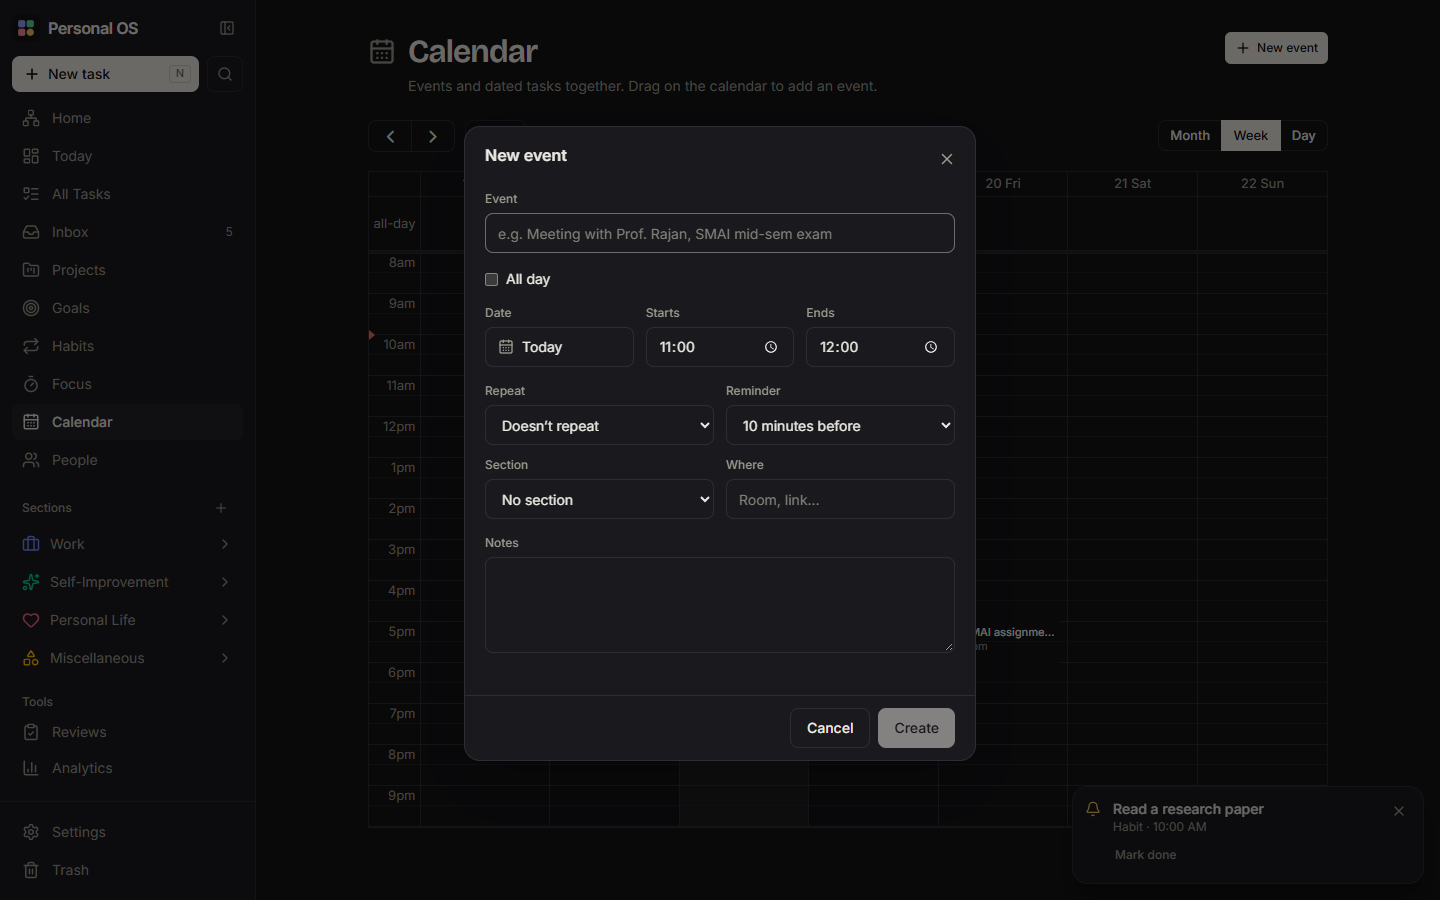 Personal OS
New task
N
Home
Today
All Tasks
Inbox
5
Projects
Goals
Habits
Focus
Calendar
People
Sections
Work
Self-Improvement
Personal Life
Miscellaneous
Tools
Reviews
Analytics
Settings
Trash
Calendar
Events and dated tasks together. Drag on the calendar to add an event.
New event
Month
Week
Day
20 Fri
21 Sat
22 Sun
all-day
8am
9am
10am
11am
12pm
1pm
2pm
3pm
4pm
5pm
6pm
7pm
8pm
9pm
New event
Event
e.g. Meeting with Prof. Rajan, SMAI mid-sem exam
All day
Date
Starts
Ends
Today
11:00
12:00
Repeat
Reminder
Doesn't repeat
10 minutes before
Section
Where
No section
Room, link...
Notes
Cancel
Create
MAI assignme...
Read a research paper
Habit · 10:00 AM
Mark done